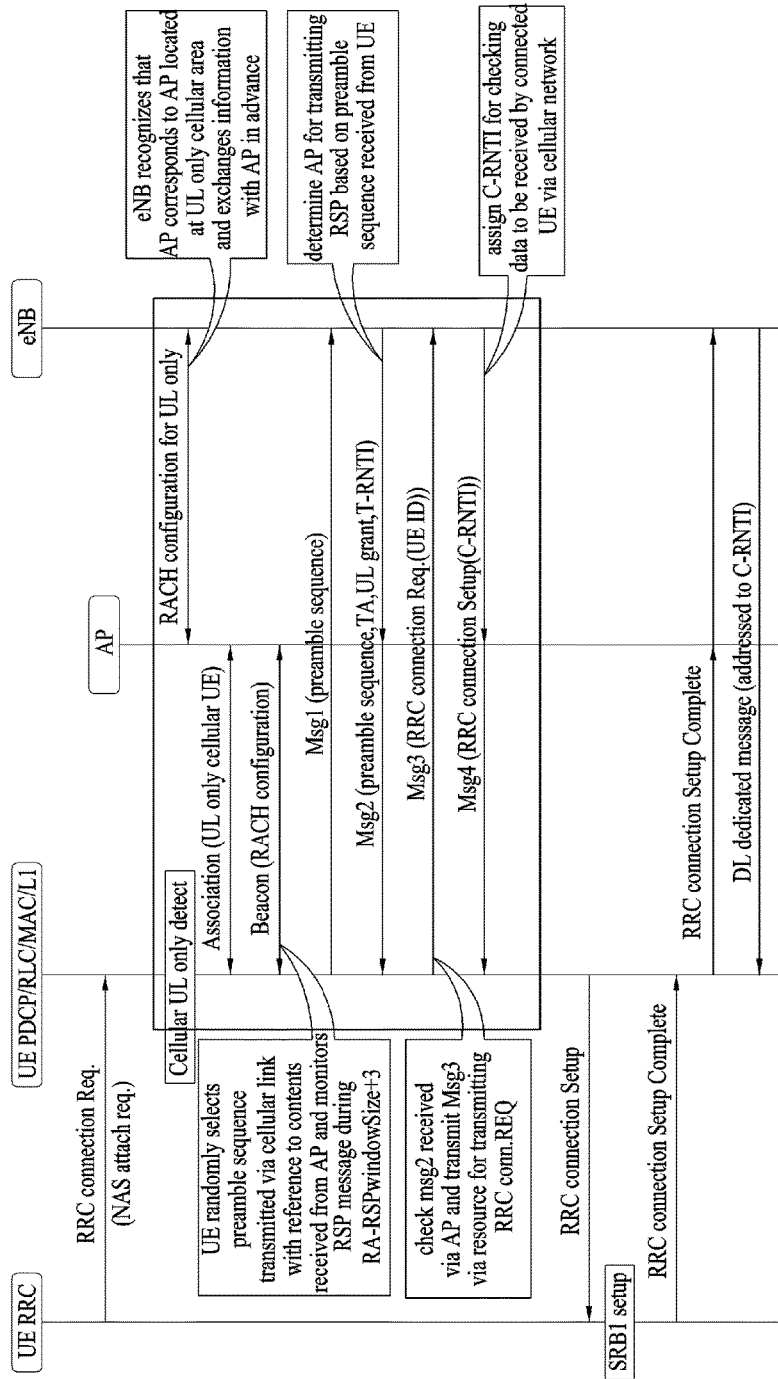 UE RRC
UE PDCP/RLC/MAC/L1
AP
eNB
RRC connection Req.
(NAS attach req.)
Cellular UL only detect
RACH configuration for UL only
eNB recognizes that
AP corresponds to AP located
at UL only cellular area
and exchanges information
with AP in advance
Association (UL only cellular UE)
Beacon (RACH configuration)
UE randomly selects
preamble sequence
transmitted via cellular link
with reference to contents
received from AP and monitors
RSP message during
RA-RSPwindowSize+3
Msg1 (preamble sequence)
determine AP for transmitting
RSP based on preamble
sequence received from UE
Msg2 (preamble sequence,TA,UL grant,T-RNTI)
check msg2 received
via AP and transmit Msg3
via resource for transmitting
RRC conn.REQ
Msg3 (RRC connection Req.(UE ID))
Msg4 (RRC connection Setup(C-RNTI))
assign C-RNTI for checking
data to be received by connected
UE via cellular network
RRC connection Setup
SRB1 setup
RRC connection Setup Complete
RRC connection Setup Complete
DL dedicated message (addressed to C-RNTI)